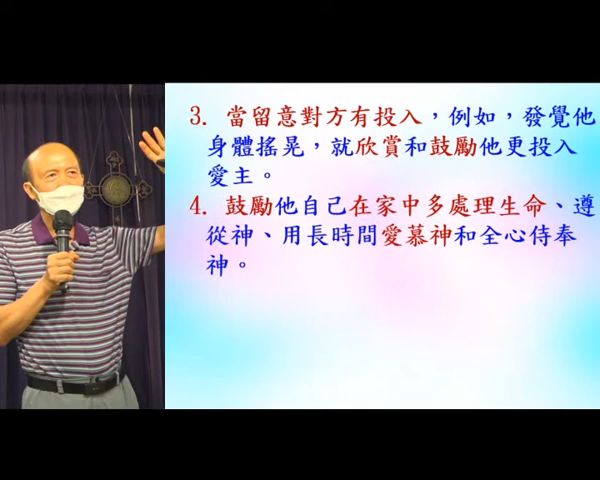 3. 當留意對方有投入，例如，發覺他
身體搖晃，就欣賞和鼓勵他更投入
愛主。
4. 鼓勵他自己在家中多處理生命、遵
從神、用長時間愛慕神和全心侍奉
神。